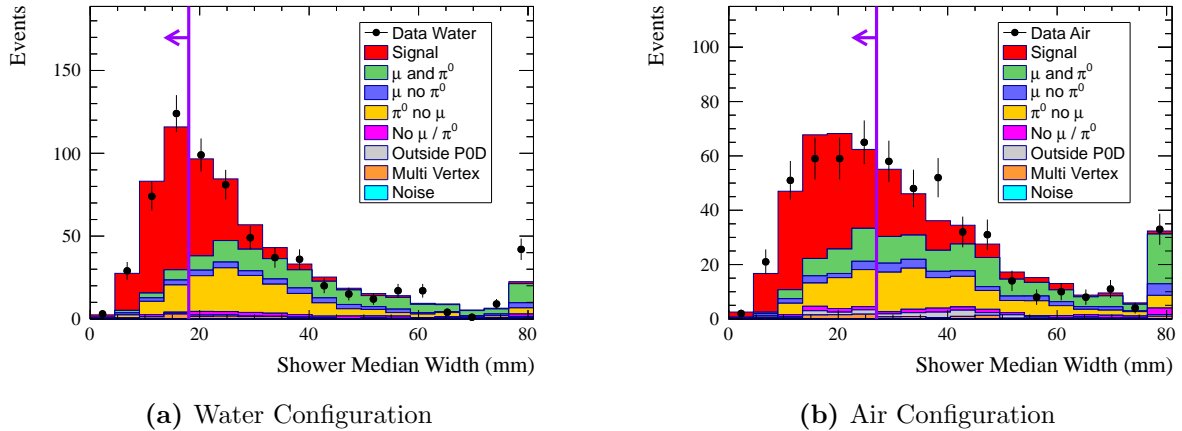 Events
150
100
50
0
0 20 40 60 80
Shower Median Width (mm)
Data Water
Signal
μ and π⁰
μ no π⁰
π⁰ no μ
No μ / π⁰
Outside P0D
Multi Vertex
Noise
(a) Water Configuration
Events
100
80
60
40
20
0
0 20 40 60 80
Shower Median Width (mm)
Data Air
Signal
μ and π⁰
μ no π⁰
π⁰ no μ
No μ / π⁰
Outside P0D
Multi Vertex
Noise
(b) Air Configuration